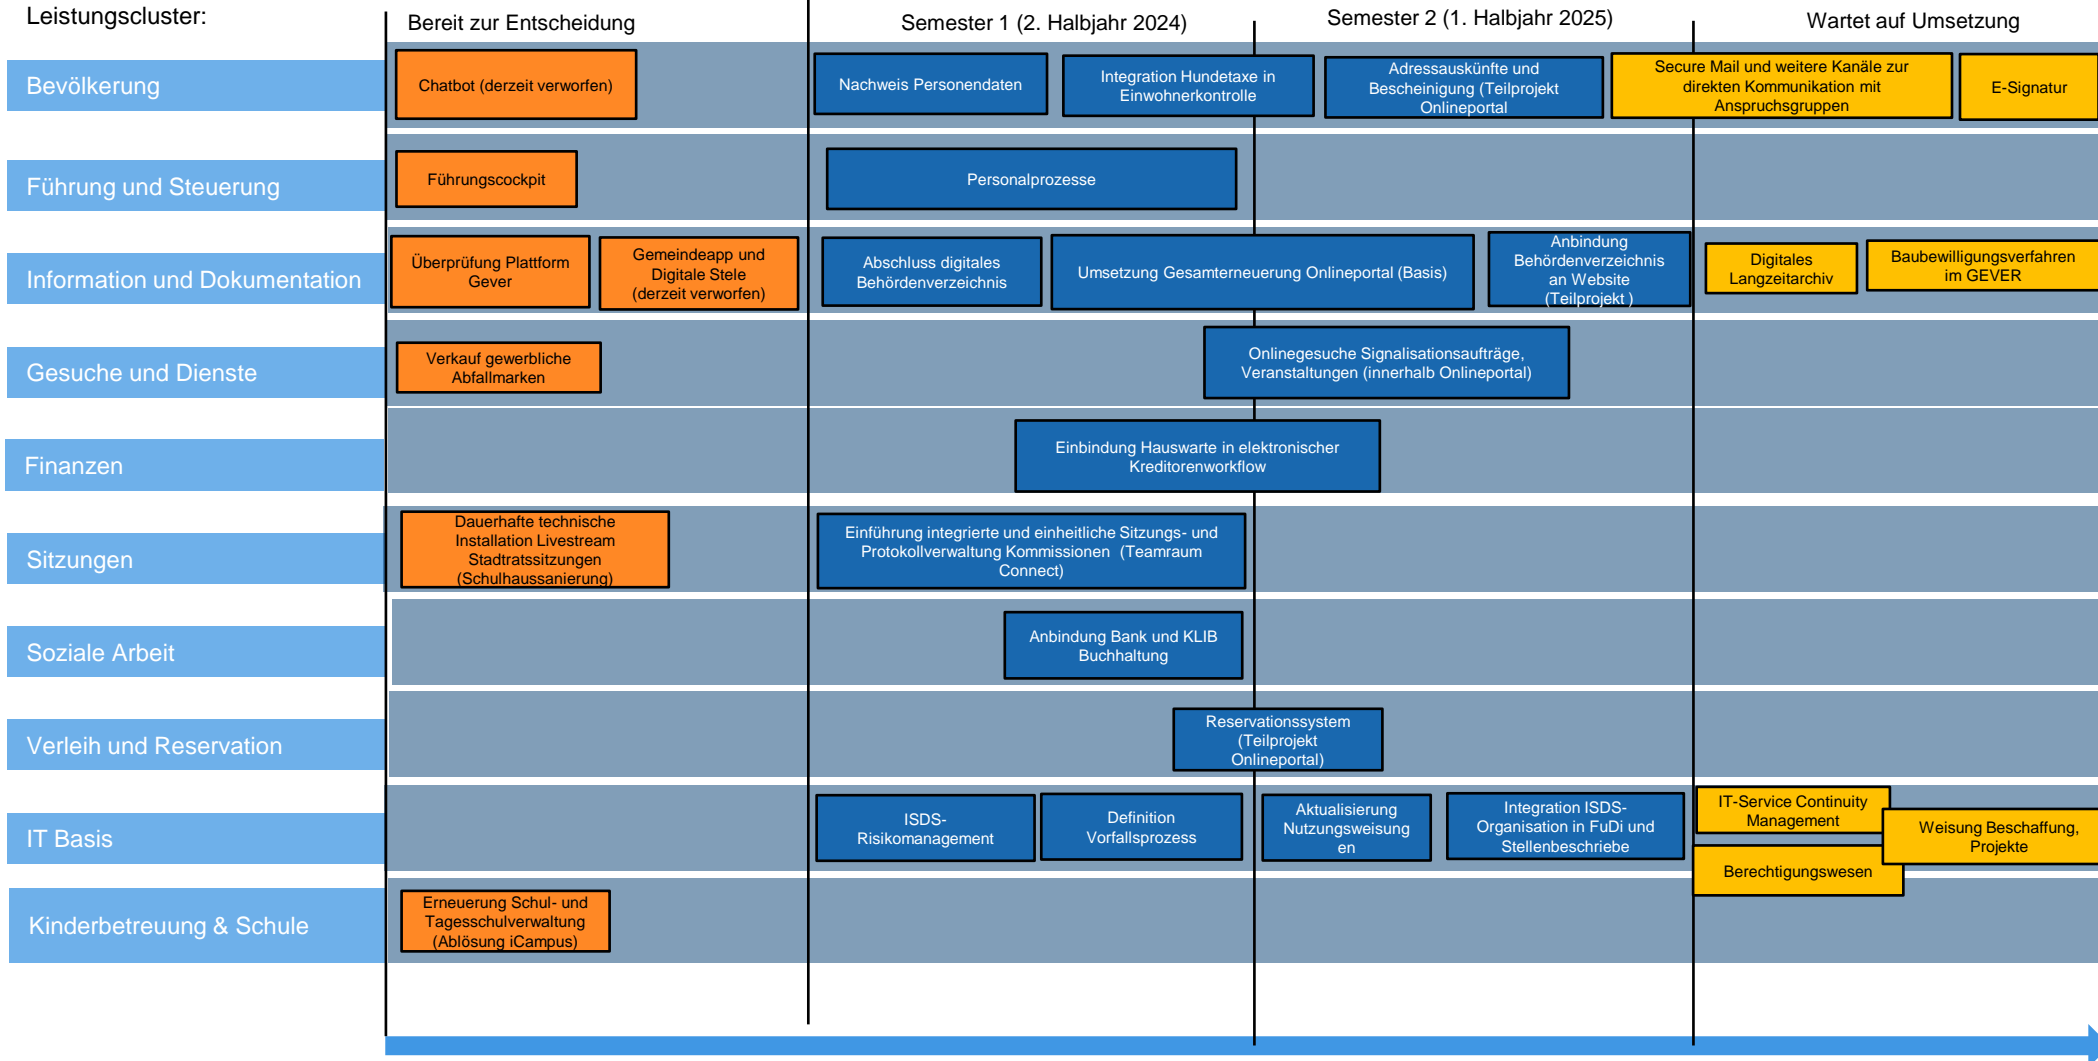 Leistungscluster:
Bereit zur Entscheidung
Semester 1 (2. Halbjahr 2024)
Semester 2 (1. Halbjahr 2025)
Wartet auf Umsetzung
Bevölkerung
Chatbot (derzeit verworfen)
Nachweis Personendaten
Integration Hundetaxe in
Einwohnerkontrolle
Adressauskünfte und
Bescheinigung (Teilprojekt
Onlineportal
Secure Mail und weitere Kanäle zur
direkten Kommunikation mit
Anspruchsgruppen
E-Signatur
Führung und Steuerung
Führungscockpit
Personalprozesse
Information und Dokumentation
Überprüfung Plattform
Gever
Gemeindeapp und
Digitale Stele
(derzeit verworfen)
Abschluss digitales
Behördenverzeichnis
Umsetzung Gesamterneuerung Onlineportal (Basis)
Anbindung
Behördenverzeichnis
an Website
(Teilprojekt )
Digitales
Langzeitarchiv
Baubewilligungsverfahren
im GEVER
Gesuche und Dienste
Verkauf gewerbliche
Abfallmarken
Onlinegesuche Signalisationsaufträge,
Veranstaltungen (innerhalb Onlineportal)
Finanzen
Einbindung Hauswarte in elektronischer
Kreditorenworkflow
Sitzungen
Dauerhafte technische
Installation Livestream
Stadtratssitzungen
(Schulhaussanierung)
Einführung integrierte und einheitliche Sitzungs- und
Protokollverwaltung Kommissionen (Teamraum
Connect)
Soziale Arbeit
Anbindung Bank und KLIB
Buchhaltung
Verleih und Reservation
Reservationssystem
(Teilprojekt
Onlineportal)
IT Basis
ISDS-
Risikomanagement
Definition
Vorfallsprozess
Aktualisierung
Nutzungsweisung
en
Integration ISDS-
Organisation in FuDi und
Stellenbeschriebe
IT-Service Continuity
Management
Weisung Beschaffung,
Projekte
Berechtigungswesen
Kinderbetreuung & Schule
Erneuerung Schul- und
Tagesschulverwaltung
(Ablösung iCampus)